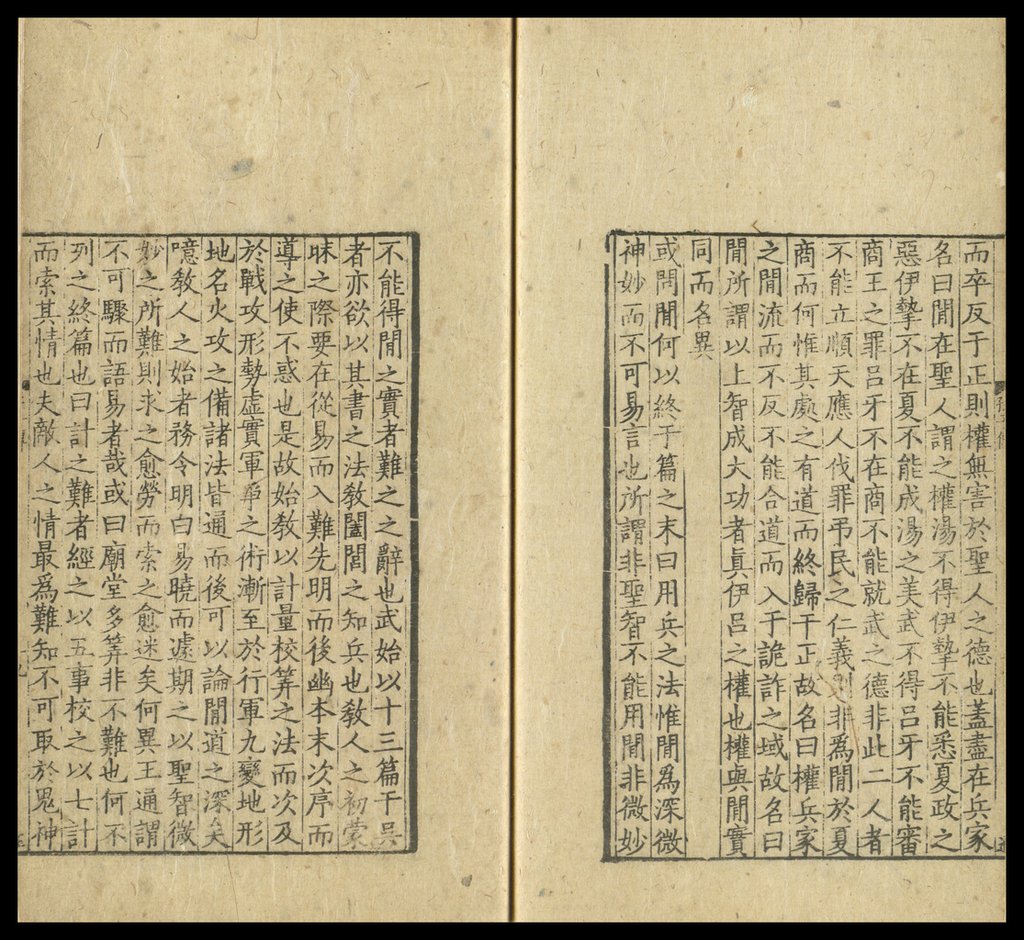 而卒反于正則權無害於聖人之德也盖盡在兵家
名曰閒在聖人謂之權湯不得伊摯不能悉夏政之
惡伊摯不在夏不能成湯之美武不得吕牙不能審
商王之罪吕牙不在商不能就武之德非此二人者
不能立順天應人伐罪弔民之仁義則非爲閒於夏
商而何惟其處之有道而終歸于正故名曰權兵家
之閒流而不反不能合道而入于詭詐之域故名曰
閒所謂以上智成大功者真伊吕之權也權與閒實
同而名異
或問閒何以終于篇之末曰用兵之法惟閒爲深微
神妙而不可易言也所謂非聖智不能用閒非微妙
不能得閒之實者難之之辭也武始以十三篇干吴
者亦欲以其書之法教闔閭之知兵也教人之初蒙
昧之際要在從易而入難先明而後幽本末次序而
導之使不惑也是故始教以計量校筭之法而次及
於戰攻形勢虛實軍爭之術漸至於行軍九變地形
地名火攻之備諸法皆通而後可以論閒道之深矣
噫教人之始者務令明白易曉而遽期之以聖智微
妙之所難則求之愈勞而索之愈迷矣何異王通謂
不可驟而語易者哉或曰廟堂多筭非不難也何不
列之終篇也曰計之難者經之以五事校之以七計
而索其情也夫敵人之情最爲難知不可取於鬼神